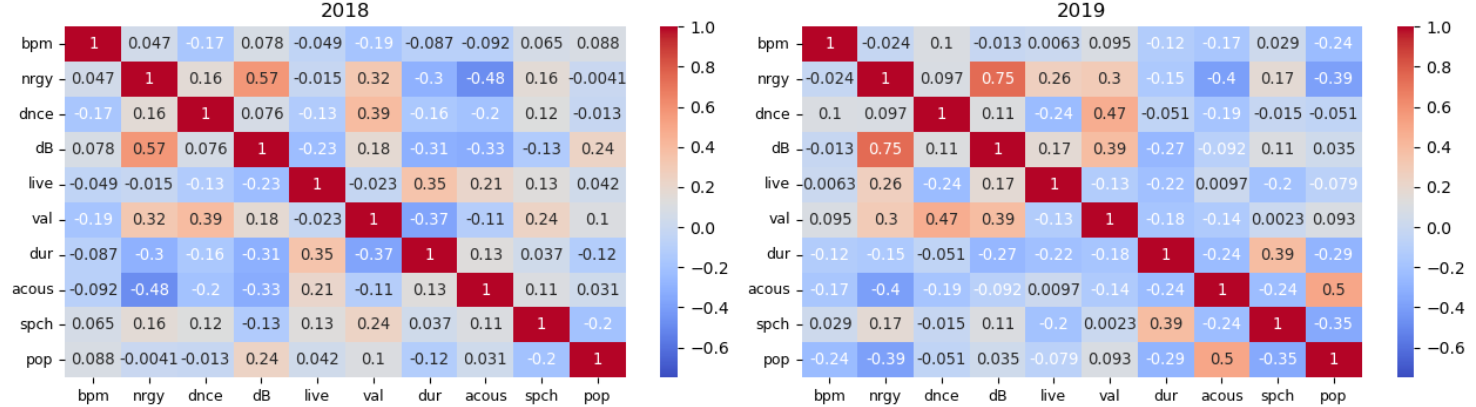 2018
bpm 1 0.047 -0.17 0.078 -0.049 -0.19 -0.087 -0.092 0.065 0.088
nrgy 0.047 1 0.16 0.57 -0.015 0.32 -0.3 -0.48 0.16 -0.0041
dnce -0.17 0.16 1 0.076 -0.13 0.39 -0.16 -0.2 0.12 -0.013
dB 0.078 0.57 0.076 1 -0.23 0.18 -0.31 -0.33 -0.13 0.24
live -0.049 -0.015 -0.13 -0.23 1 -0.023 0.35 0.21 0.13 0.042
val -0.19 0.32 0.39 0.18 -0.023 1 -0.37 -0.11 0.24 0.1
dur -0.087 -0.3 -0.16 -0.31 0.35 -0.37 1 0.13 0.037 -0.12
acous -0.092 -0.48 -0.2 -0.33 0.21 -0.11 0.13 1 0.11 0.031
spch 0.065 0.16 0.12 -0.13 0.13 0.24 0.037 0.11 1 -0.2
pop 0.088 -0.0041 -0.013 0.24 0.042 0.1 -0.12 0.031 -0.2 1
bpm nrgy dnce dB live val dur acous spch pop
1.0
0.8
0.6
0.4
0.2
0.0
−0.2
−0.4
−0.6
2019
bpm 1 -0.024 0.1 -0.013 0.0063 0.095 -0.12 -0.17 0.029 -0.24
nrgy -0.024 1 0.097 0.75 0.26 0.3 -0.15 -0.4 0.17 -0.39
dnce 0.1 0.097 1 0.11 -0.24 0.47 -0.051 -0.19 -0.015 -0.051
dB -0.013 0.75 0.11 1 0.17 0.39 -0.27 -0.092 0.11 0.035
live 0.0063 0.26 -0.24 0.17 1 -0.13 -0.22 0.0097 -0.2 -0.079
val 0.095 0.3 0.47 0.39 -0.13 1 -0.18 -0.14 0.0023 0.093
dur -0.12 -0.15 -0.051 -0.27 -0.22 -0.18 1 -0.24 0.39 -0.29
acous -0.17 -0.4 -0.19 -0.092 0.0097 -0.14 -0.24 1 -0.24 0.5
spch 0.029 0.17 -0.015 0.11 -0.2 0.0023 0.39 -0.24 1 -0.35
pop -0.24 -0.39 -0.051 0.035 -0.079 0.093 -0.29 0.5 -0.35 1
bpm nrgy dnce dB live val dur acous spch pop
1.0
0.8
0.6
0.4
0.2
0.0
−0.2
−0.4
−0.6